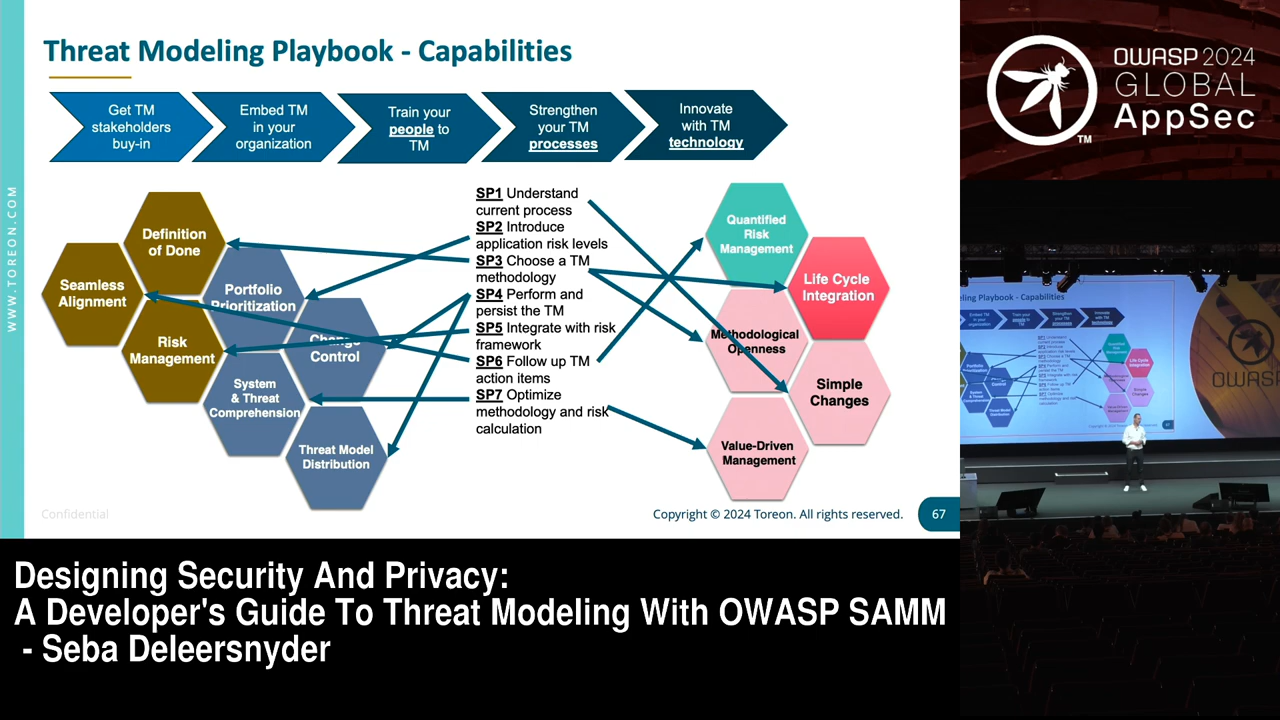 Threat Modeling Playbook - Capabilities
Get TM
stakeholders
buy-in
Embed TM
in your
organization
Train your
people to
TM
Strengthen
your TM
processes
Innovate
with TM
technology
WWW.TOREON.COM
Definition
of Done
Seamless
Alignment
Portfolio
Prioritization
Risk
Management
Change
Control
System
& Threat
Comprehension
Threat Model
Distribution
SP1 Understand
current process
SP2 Introduce
application risk levels
SP3 Choose a TM
methodology
SP4 Perform and
persist the TM
SP5 Integrate with risk
framework
SP6 Follow up TM
action items
SP7 Optimize
methodology and risk
calculation
Quantified
Risk
Management
Life Cycle
Integration
Methodological
Openness
Simple
Changes
Value-Driven
Management
Confidential
Copyright © 2024 Toreon. All rights reserved.
67
OWASP 2024
GLOBAL
AppSec
TM
eling Playbook - Capabilities
OWASP
Designing Security And Privacy:
A Developer's Guide To Threat Modeling With OWASP SAMM
- Seba Deleersnyder